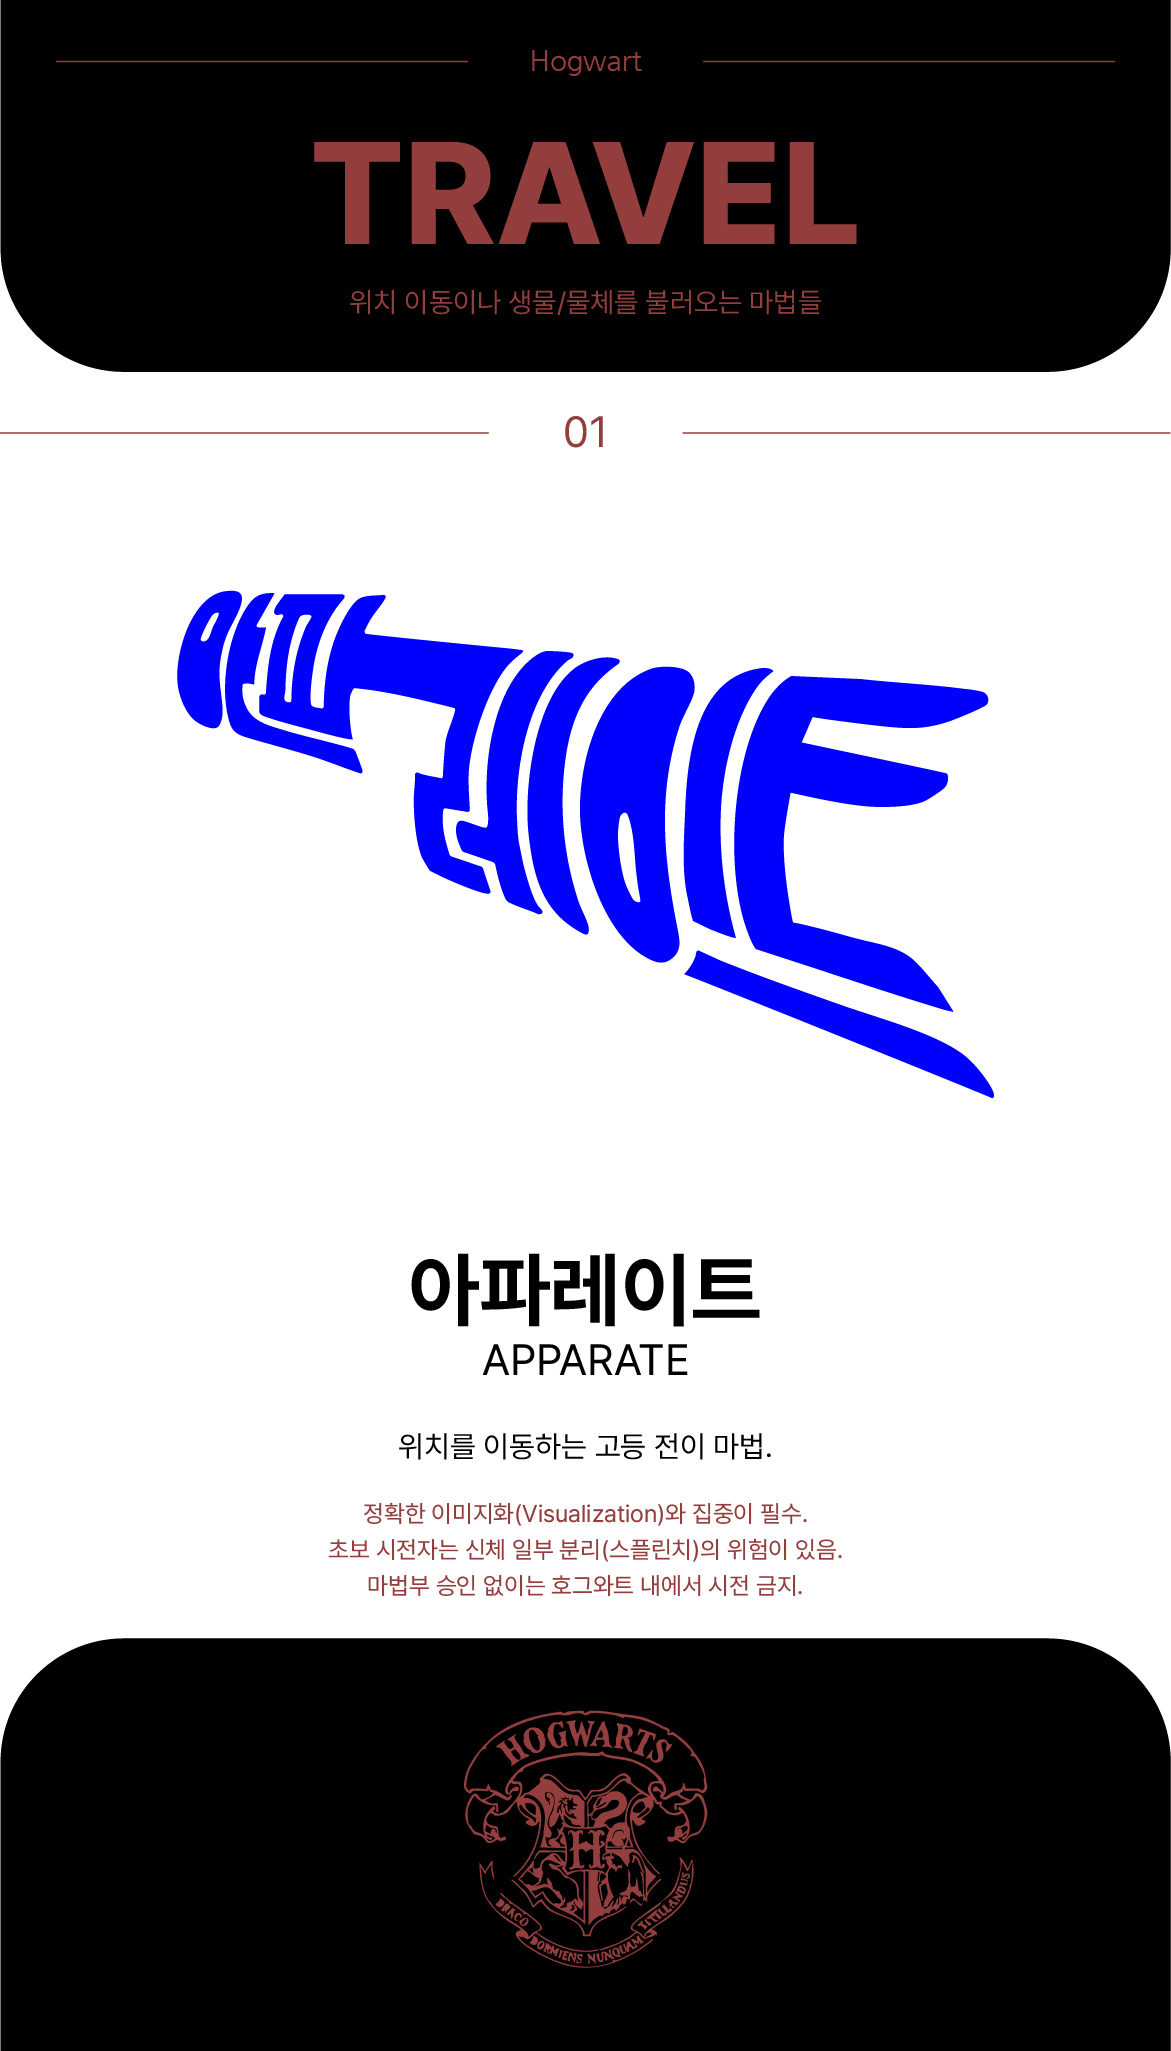 Hogwart
TRAVEL
위치 이동이나 생물/물체를 불러오는 마법들
01
아파레이트
아파레이트
APPARATE
위치를 이동하는 고등 전이 마법.
정확한 이미지화(Visualization)와 집중이 필수.
초보 시전자는 신체 일부 분리(스플린치)의 위험이 있음.
마법부 승인 없이는 호그와트 내에서 시전 금지.
HOGWARTS
H
DRACO DORMIENS NUNQUAM TITILLANDUS